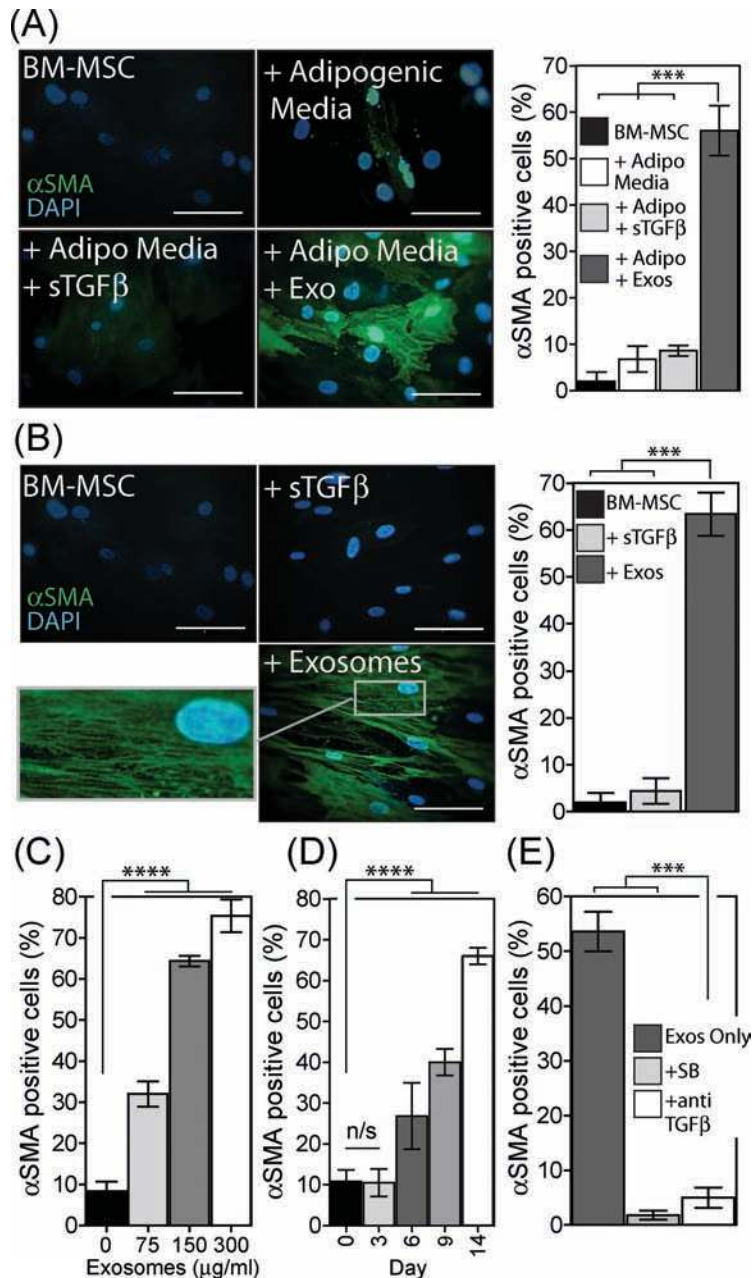 (A)
BM-MSC
αSMA
DAPI
+ Adipogenic
Media
+ Adipo Media
+ sTGFβ
+ Adipo Media
+ Exo
αSMA positive cells (%)
70
60
50
40
30
20
10
0
***
BM-MSC
+ Adipo
Media
+ Adipo
+ sTGFβ
+ Adipo
+ Exos
(B)
BM-MSC
αSMA
DAPI
+ sTGFβ
+ Exosomes
αSMA positive cells (%)
70
60
50
40
30
20
10
0
***
BM-MSC
+ sTGFβ
+ Exos
(C)
αSMA positive cells (%)
80
70
60
50
40
30
20
10
0
****
0 75 150 300
Exosomes (μg/ml)
(D)
αSMA positive cells (%)
80
70
60
50
40
30
20
10
0
****
n/s
0 3 6 9 14
Day
(E)
αSMA positive cells (%)
60
50
40
30
20
10
0
***
Exos Only
+SB
+anti
TGFβ